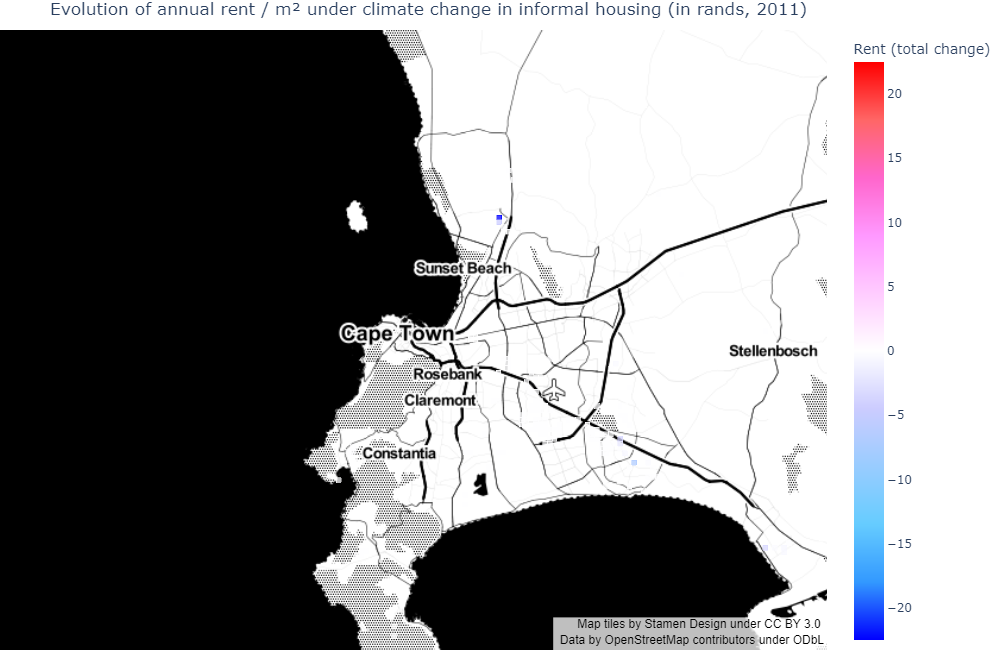 Evolution of annual rent / m² under climate change in informal housing (in rands, 2011)
Rent (total change)
20
15
10
5
0
−5
−10
−15
−20
Sunset Beach
Cape Town
Stellenbosch
Rosebank
Claremont
Constantia
Map tiles by Stamen Design under CC BY 3.0
Data by OpenStreetMap contributors under ODbL